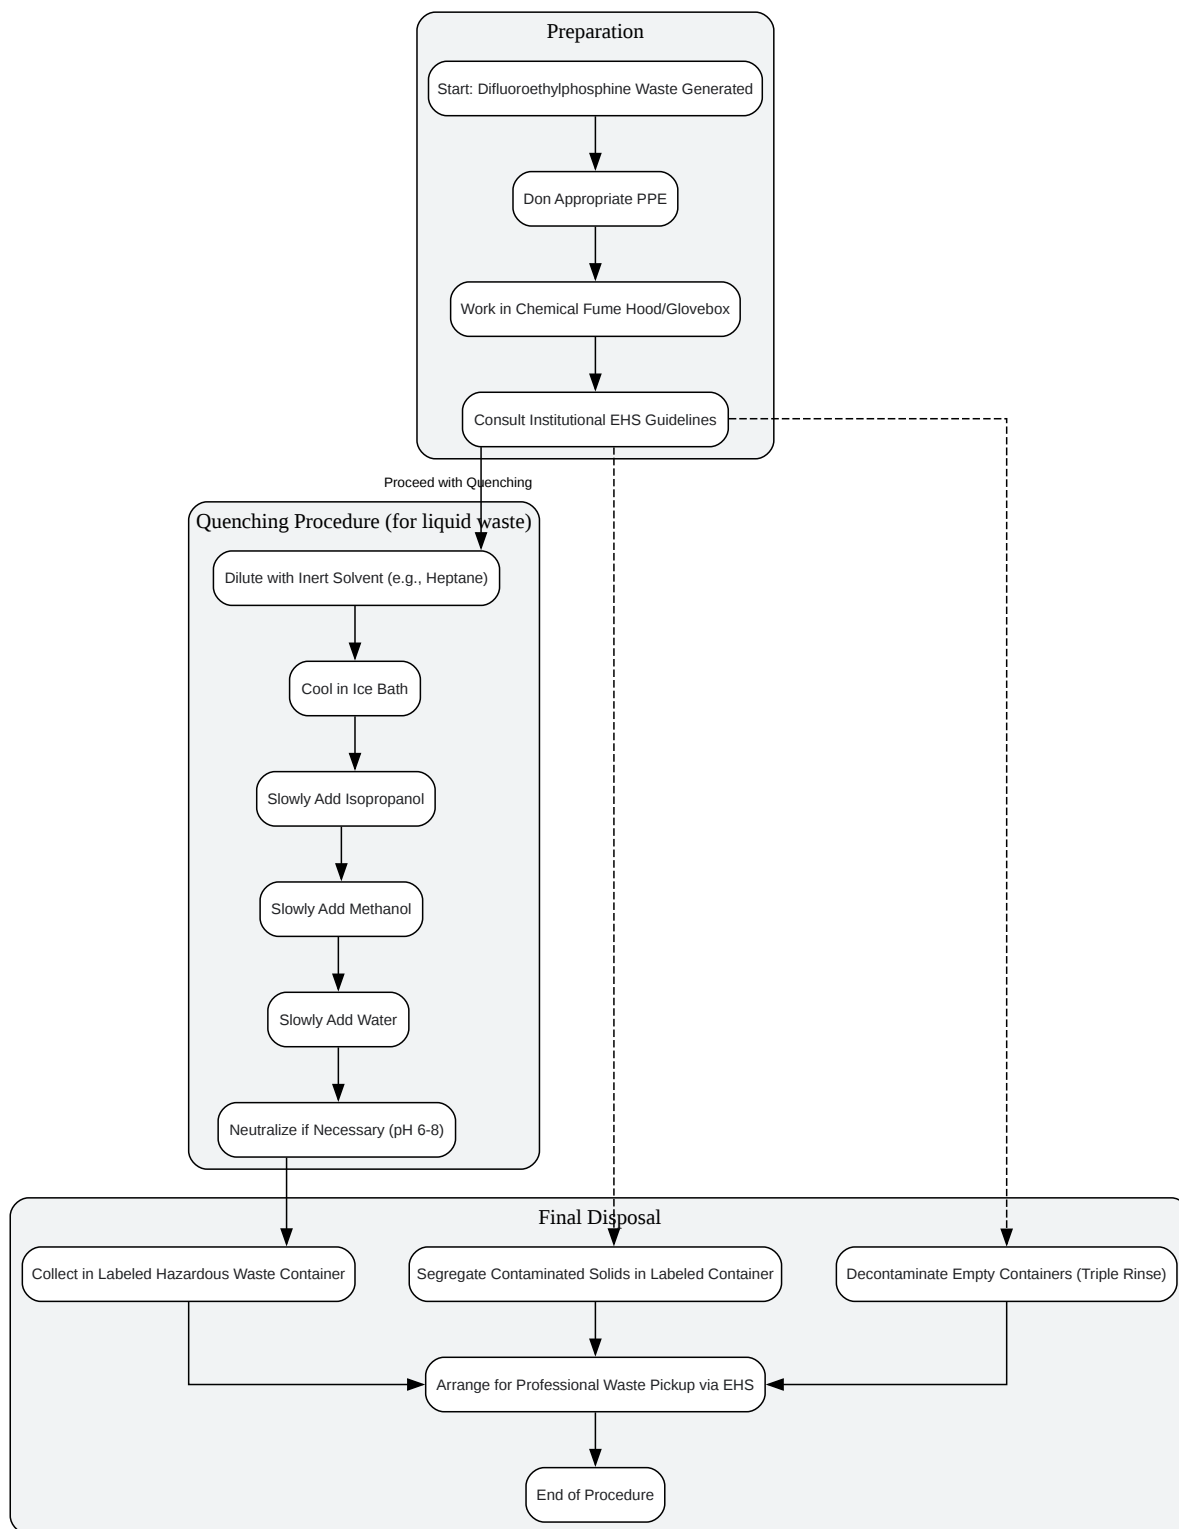 Preparation
Start: Difluoroethylphosphine Waste Generated
Don Appropriate PPE
Work in Chemical Fume Hood/Glovebox
Consult Institutional EHS Guidelines
Proceed with Quenching
Quenching Procedure (for liquid waste)
Dilute with Inert Solvent (e.g., Heptane)
Cool in Ice Bath
Slowly Add Isopropanol
Slowly Add Methanol
Slowly Add Water
Neutralize if Necessary (pH 6-8)
Final Disposal
Collect in Labeled Hazardous Waste Container
Segregate Contaminated Solids in Labeled Container
Decontaminate Empty Containers (Triple Rinse)
Arrange for Professional Waste Pickup via EHS
End of Procedure